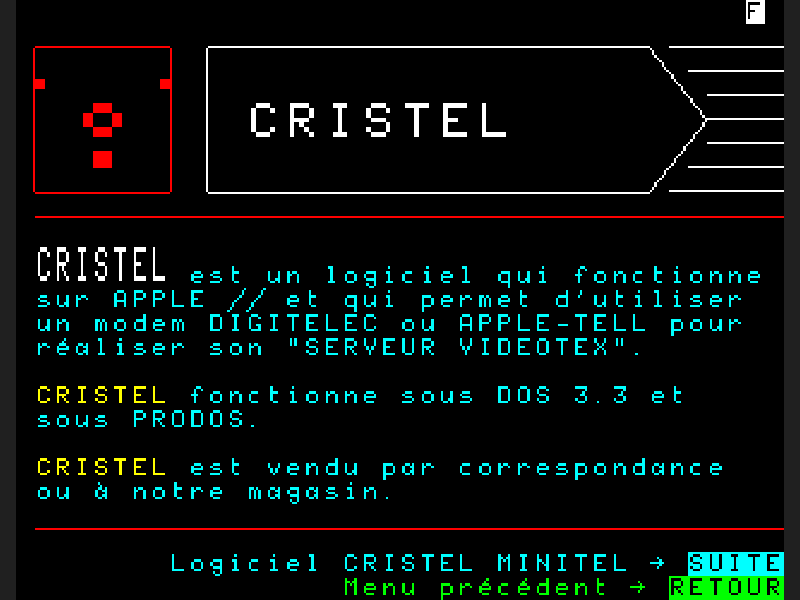 F
?
CRISTEL
CRISTEL est un logiciel qui fonctionne
sur APPLE // et qui permet d'utiliser
un modem DIGITELEC ou APPLE-TELL pour
réaliser son "SERVEUR VIDEOTEX".
CRISTEL fonctionne sous DOS 3.3 et
sous PRODOS.
CRISTEL est vendu par correspondance
ou à notre magasin.
Logiciel CRISTEL MINITEL → SUITE
Menu précédent → RETOUR